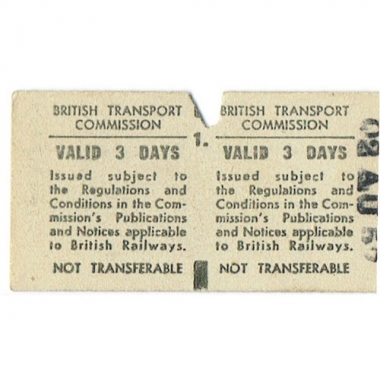 BRITISH TRANSPORT COMMISSION
VALID 3 DAYS
Issued subject to
the Regulations and
Conditions in the Com-
mission's Publications
and Notices applicable
to British Railways.
NOT TRANSFERABLE
1.
BRITISH TRANSPORT
COMMISSION
VALID 3 DAYS
Issued subject to
the Regulations and
Conditions in the Com-
mission's Publications
and Notices applicable
to British Railways.
NOT TRANSFERABLE